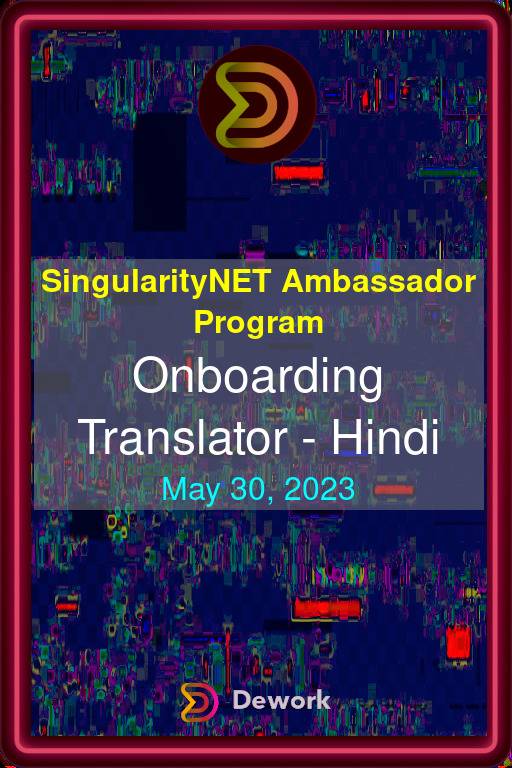 SingularityNET Ambassador
Program
Onboarding
Translator - Hindi
May 30, 2023
Dework